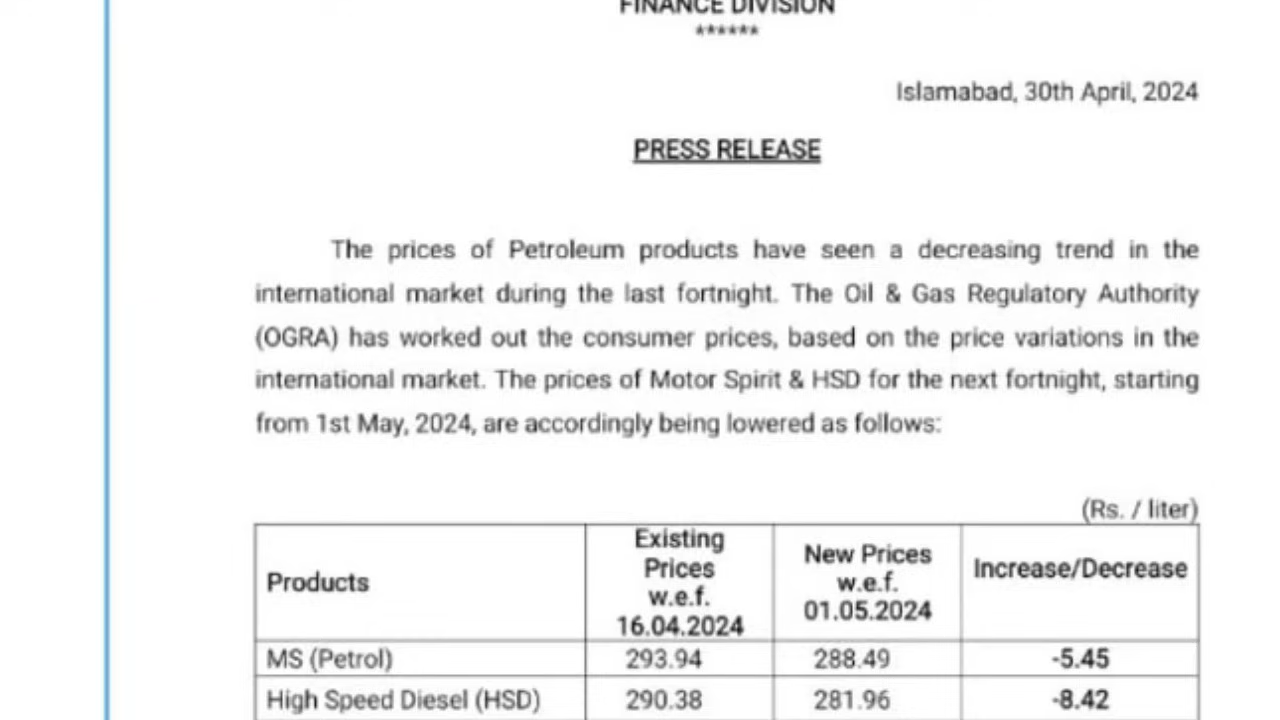 FINANCE DIVISION
******
Islamabad, 30th April, 2024
PRESS RELEASE
The prices of Petroleum products have seen a decreasing trend in the
international market during the last fortnight. The Oil & Gas Regulatory Authority
(OGRA) has worked out the consumer prices, based on the price variations in the
international market. The prices of Motor Spirit & HSD for the next fortnight, starting
from 1st May, 2024, are accordingly being lowered as follows:
(Rs. / liter)
Products
Existing
Prices
w.e.f.
16.04.2024
New Prices
w.e.f.
01.05.2024
Increase/Decrease
MS (Petrol) 293.94 288.49 -5.45
High Speed Diesel (HSD) 290.38 281.96 -8.42